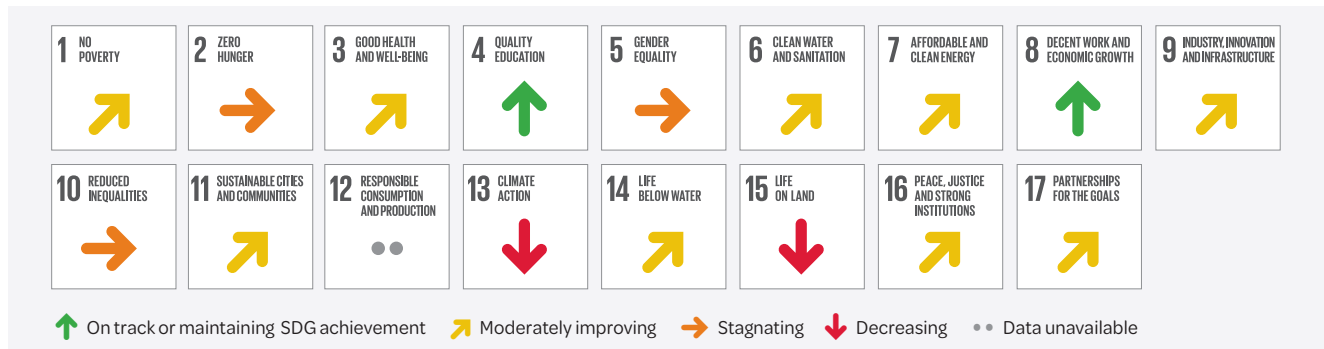 1 NO
POVERTY
2 ZERO
HUNGER
3 GOOD HEALTH
AND WELL-BEING
4 QUALITY
EDUCATION
5 GENDER
EQUALITY
6 CLEAN WATER
AND SANITATION
7 AFFORDABLE AND
CLEAN ENERGY
8 DECENT WORK AND
ECONOMIC GROWTH
9 INDUSTRY, INNOVATION
AND INFRASTRUCTURE
10 REDUCED
INEQUALITIES
11 SUSTAINABLE CITIES
AND COMMUNITIES
12 RESPONSIBLE
CONSUMPTION
AND PRODUCTION
13 CLIMATE
ACTION
14 LIFE
BELOW WATER
15 LIFE
ON LAND
16 PEACE, JUSTICE
AND STRONG
INSTITUTIONS
17 PARTNERSHIPS
FOR THE GOALS
On track or maintaining SDG achievement Moderately improving Stagnating Decreasing Data unavailable